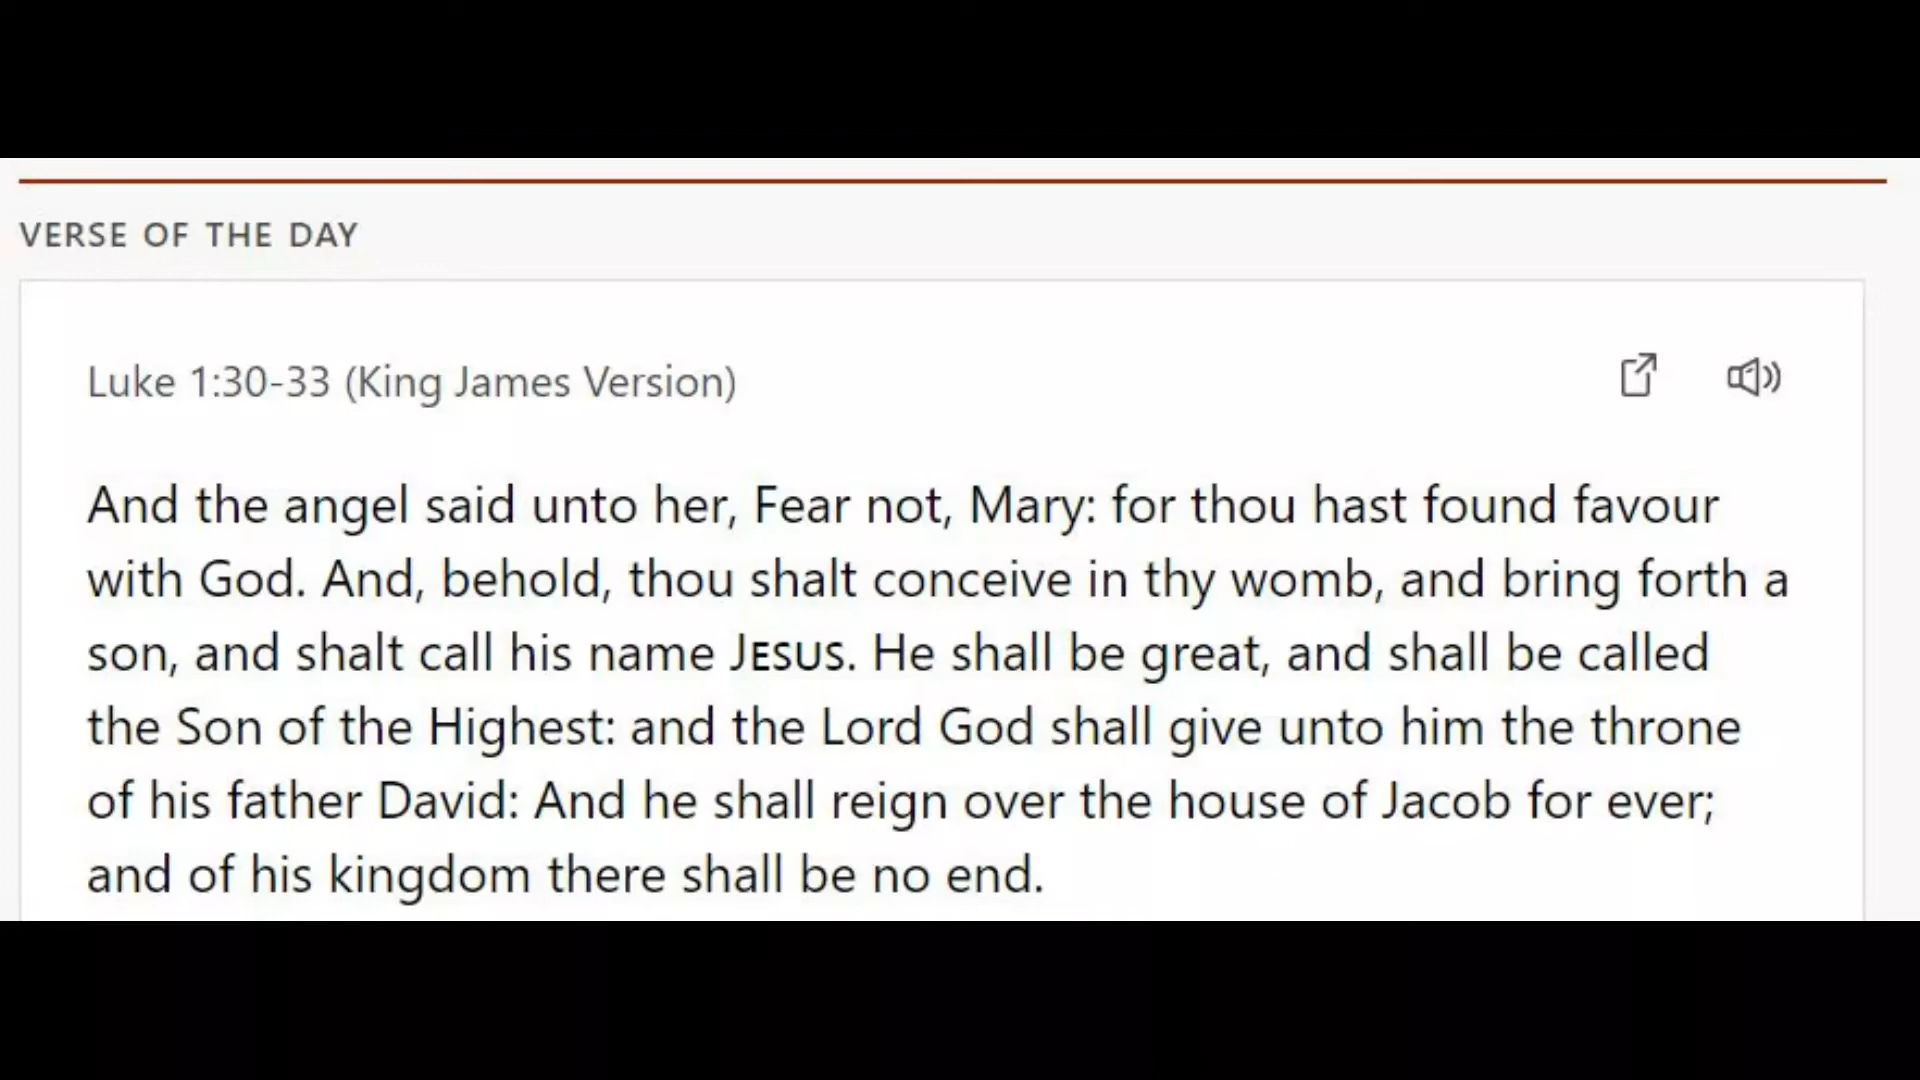 VERSE OF THE DAY
Luke 1:30-33 (King James Version)
And the angel said unto her, Fear not, Mary: for thou hast found favour
with God. And, behold, thou shalt conceive in thy womb, and bring forth a
son, and shalt call his name JESUS. He shall be great, and shall be called
the Son of the Highest: and the Lord God shall give unto him the throne
of his father David: And he shall reign over the house of Jacob for ever;
and of his kingdom there shall be no end.